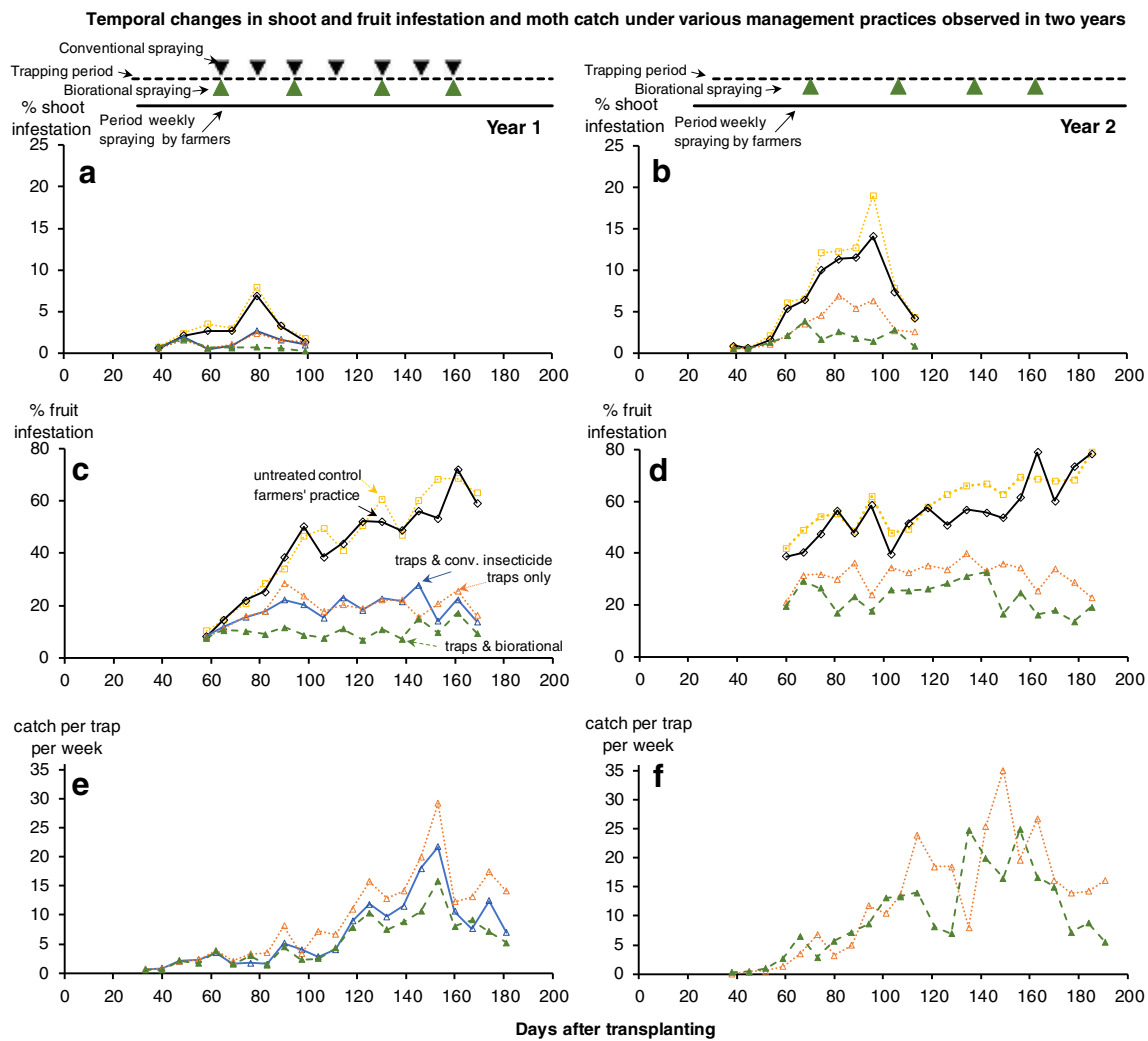 Temporal changes in shoot and fruit infestation and moth catch under various management practices observed in two years
Conventional spraying
Trapping period
Biorational spraying
% shoot
infestation
Period weekly
spraying by farmers
Year 1
Trapping period
Biorational spraying
% shoot
infestation
Period weekly
spraying by farmers
Year 2
a
25
20
15
10
5
0
0 20 40 60 80 100 120 140 160 180 200
b
25
20
15
10
5
0
0 20 40 60 80 100 120 140 160 180 200
% fruit
infestation
c
80
60
40
20
0
untreated control
farmers' practice
traps & conv. insecticide
traps only
traps & biorational
0 20 40 60 80 100 120 140 160 180 200
% fruit
infestation
d
80
60
40
20
0
0 20 40 60 80 100 120 140 160 180 200
catch per trap
per week
e
35
30
25
20
15
10
5
0
0 20 40 60 80 100 120 140 160 180 200
catch per trap
per week
f
35
30
25
20
15
10
5
0
0 20 40 60 80 100 120 140 160 180 200
Days after transplanting